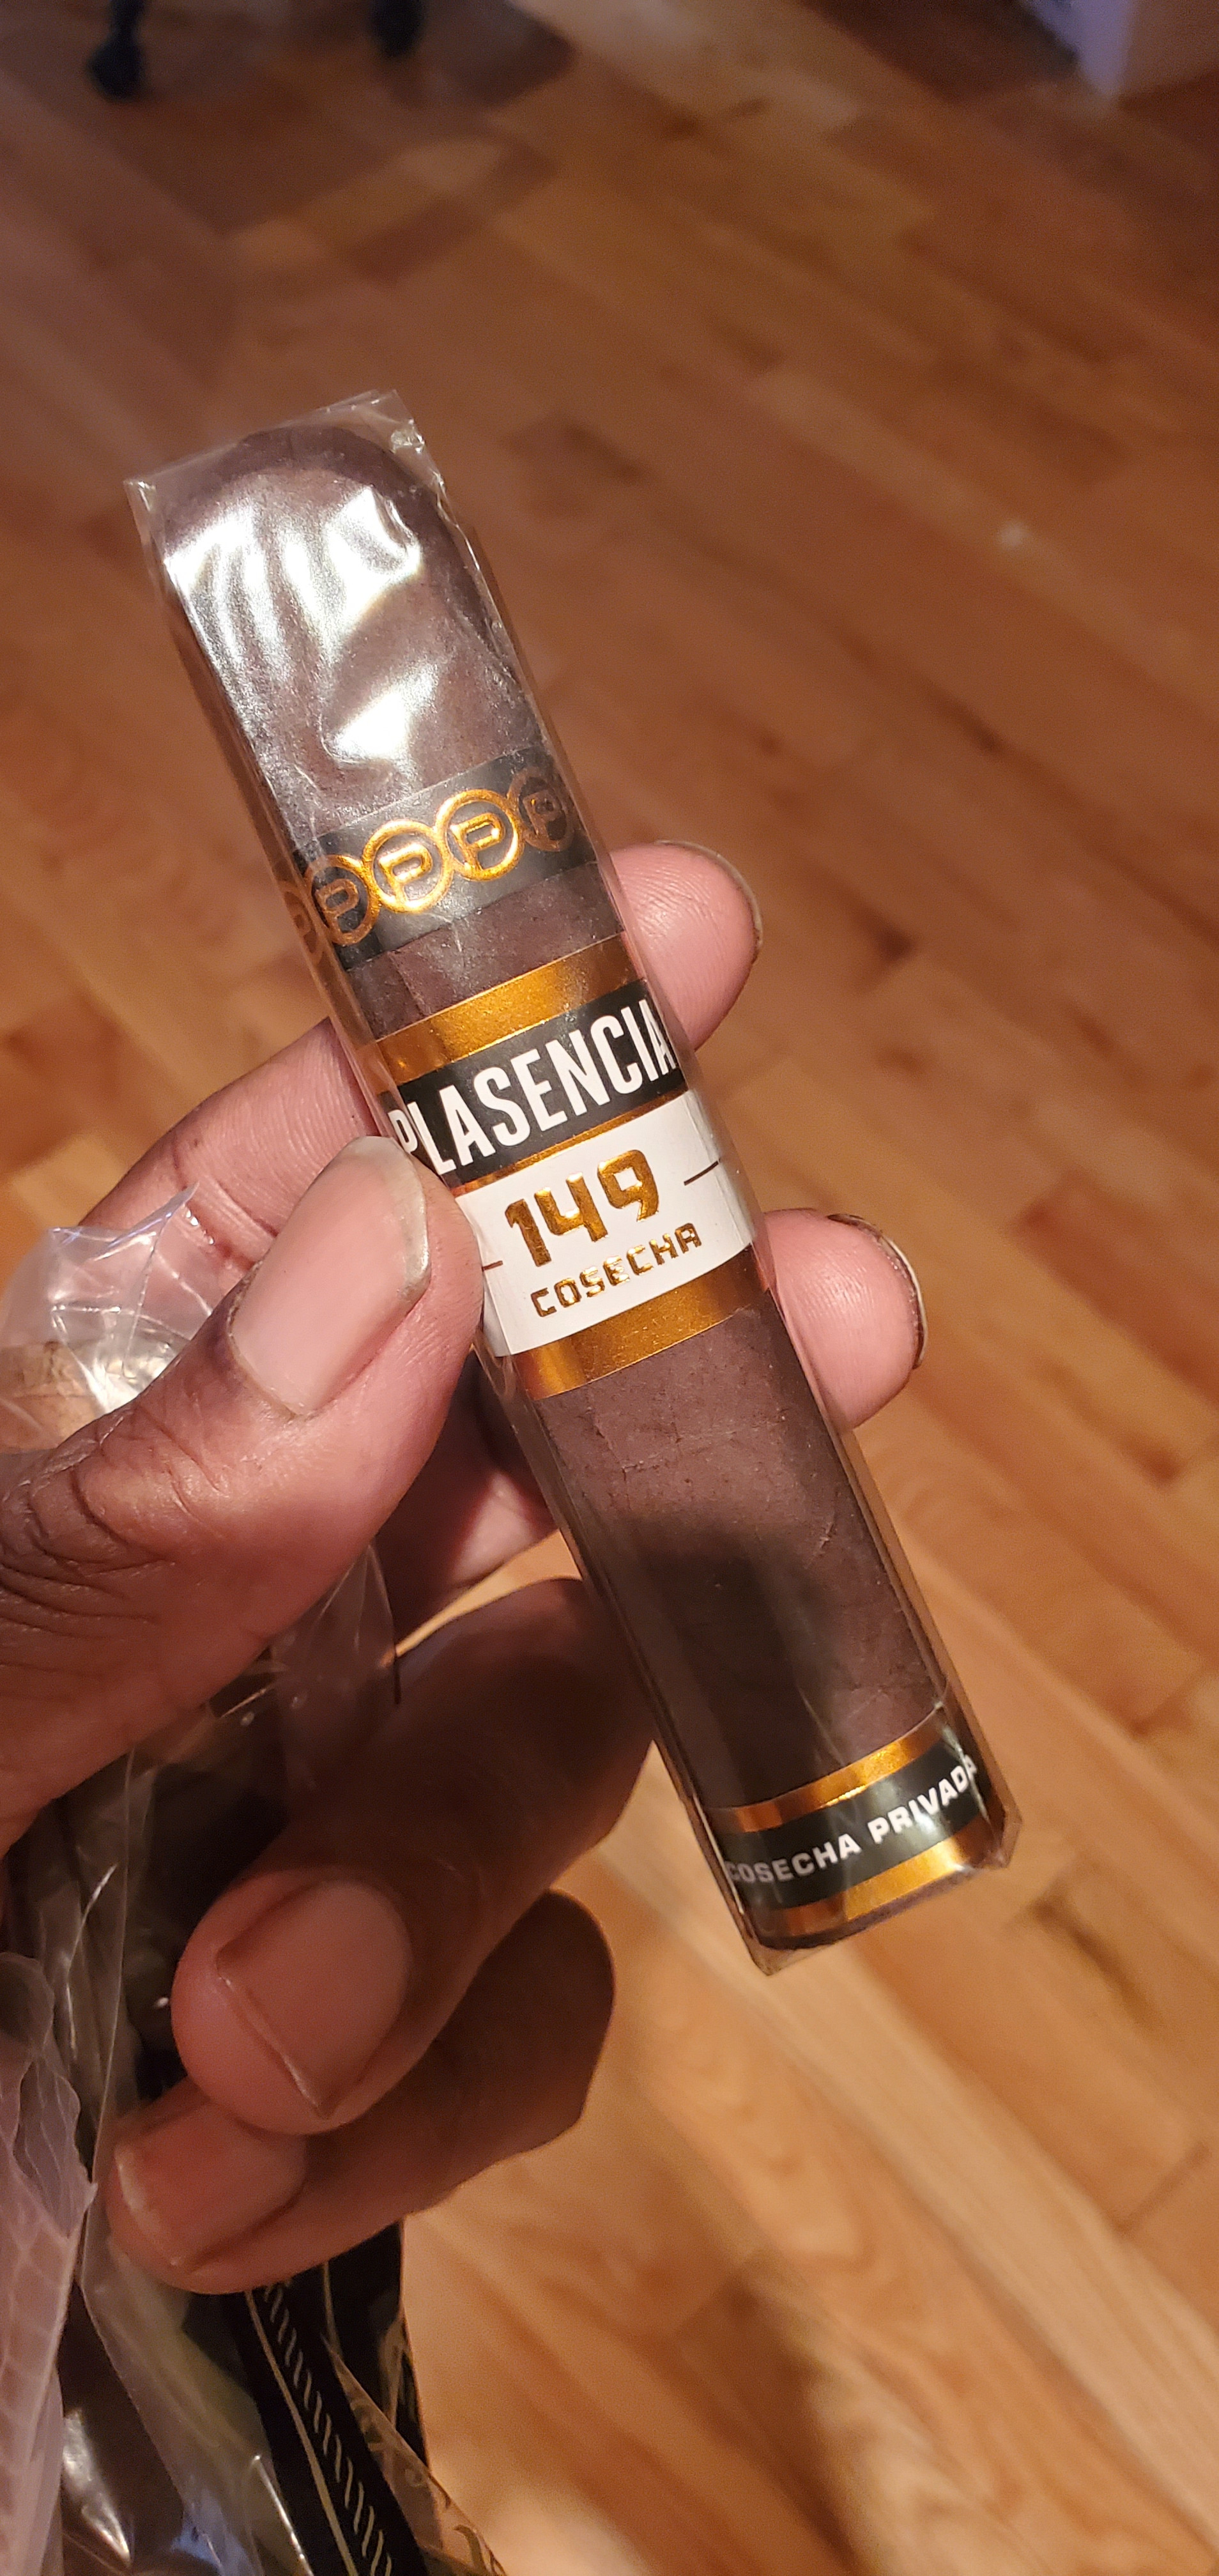 P P P P P
PLASENCIA
149
COSECHA
COSECHA PRIVADA